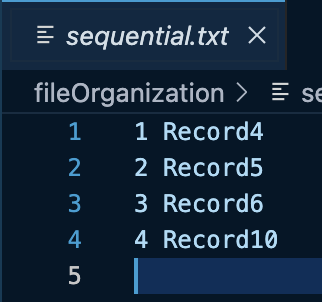 sequential.txt
fileOrganization > se
1 1 Record4
2 2 Record5
3 3 Record6
4 4 Record10
5